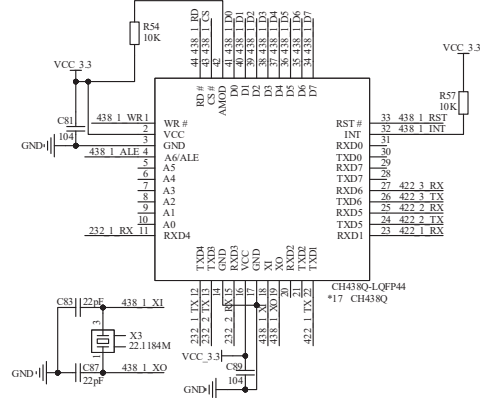 R54
10K
44 438_1_RD
43 438_1_CS
42
41 438_1_D0
40 438_1_D1
39 438_1_D2
38 438_1_D3
37 438_1_D4
36 438_1_D5
35 438_1_D6
34 438_1_D7
VCC_3.3
VCC_3.3
R57
10K
RD #
CS #
AMOD
D0
D1
D2
D3
D4
D5
D6
D7
C81
104
GND
438_1_WR 1
2
3
438_1_ALE 4
5
6
7
8
9
10
232_1_RX 11
WR #
VCC
GND
A6/ALE
A5
A4
A3
A2
A1
A0
RXD4
RST #
INT
RXD0
TXD0
RXD7
TXD7
RXD6
TXD6
RXD5
TXD5
RXD1
33 438_1_RST
32 438_1_INT
31
30
29
28
27 422_3_RX
26 422_3_TX
25 422_2_RX
24 422_2_TX
23 422_1_RX
TXD4
TXD3
GND
RXD3
VCC
GND
XI
XO
RXD2
TXD2
TXD1
CH438Q-LQFP44
*17 CH438Q
232_1_TX 12
232_2_TX 13
14
232_2_RX 15
16
17
438_1_XI 18
438_1_XO 19
20
21
422_1_TX 22
C83 22pF 438_1_XI
3
X3
22.1184M
1
GND
C87 438_1_XO
22pF
VCC_3.3
C89
104
GND